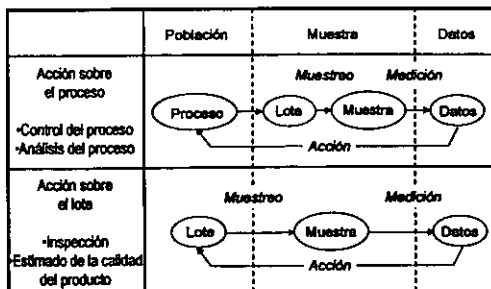 Población Muestra Datos
Acción sobre
el proceso
•Control del proceso
•Análisis del proceso
Muestreo Medición
Proceso Lote Muestra Datos
Acción
Acción sobre
el lote
•Inspección
•Estimado de la calidad
del producto
Muestreo Medición
Lote Muestra Datos
Acción